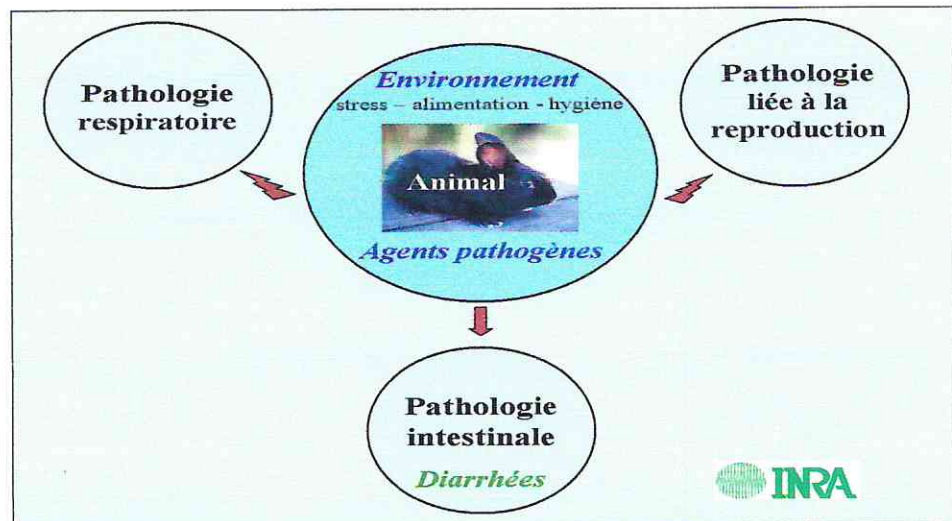 Pathologie
respiratoire
Environnement
stress – alimentation - hygiène
Animal
Agents pathogènes
Pathologie
liée à la
reproduction
Pathologie
intestinale
Diarrhées
INRA